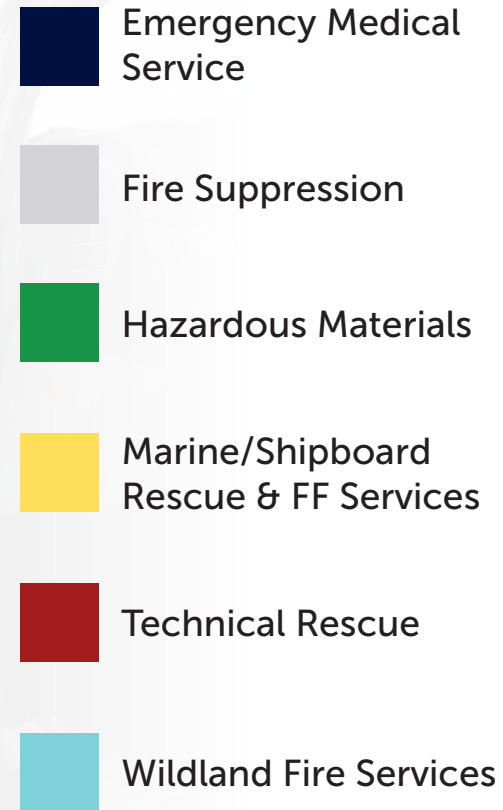 Emergency Medical
Service
Fire Suppression
Hazardous Materials
Marine/Shipboard
Rescue & FF Services
Technical Rescue
Wildland Fire Services